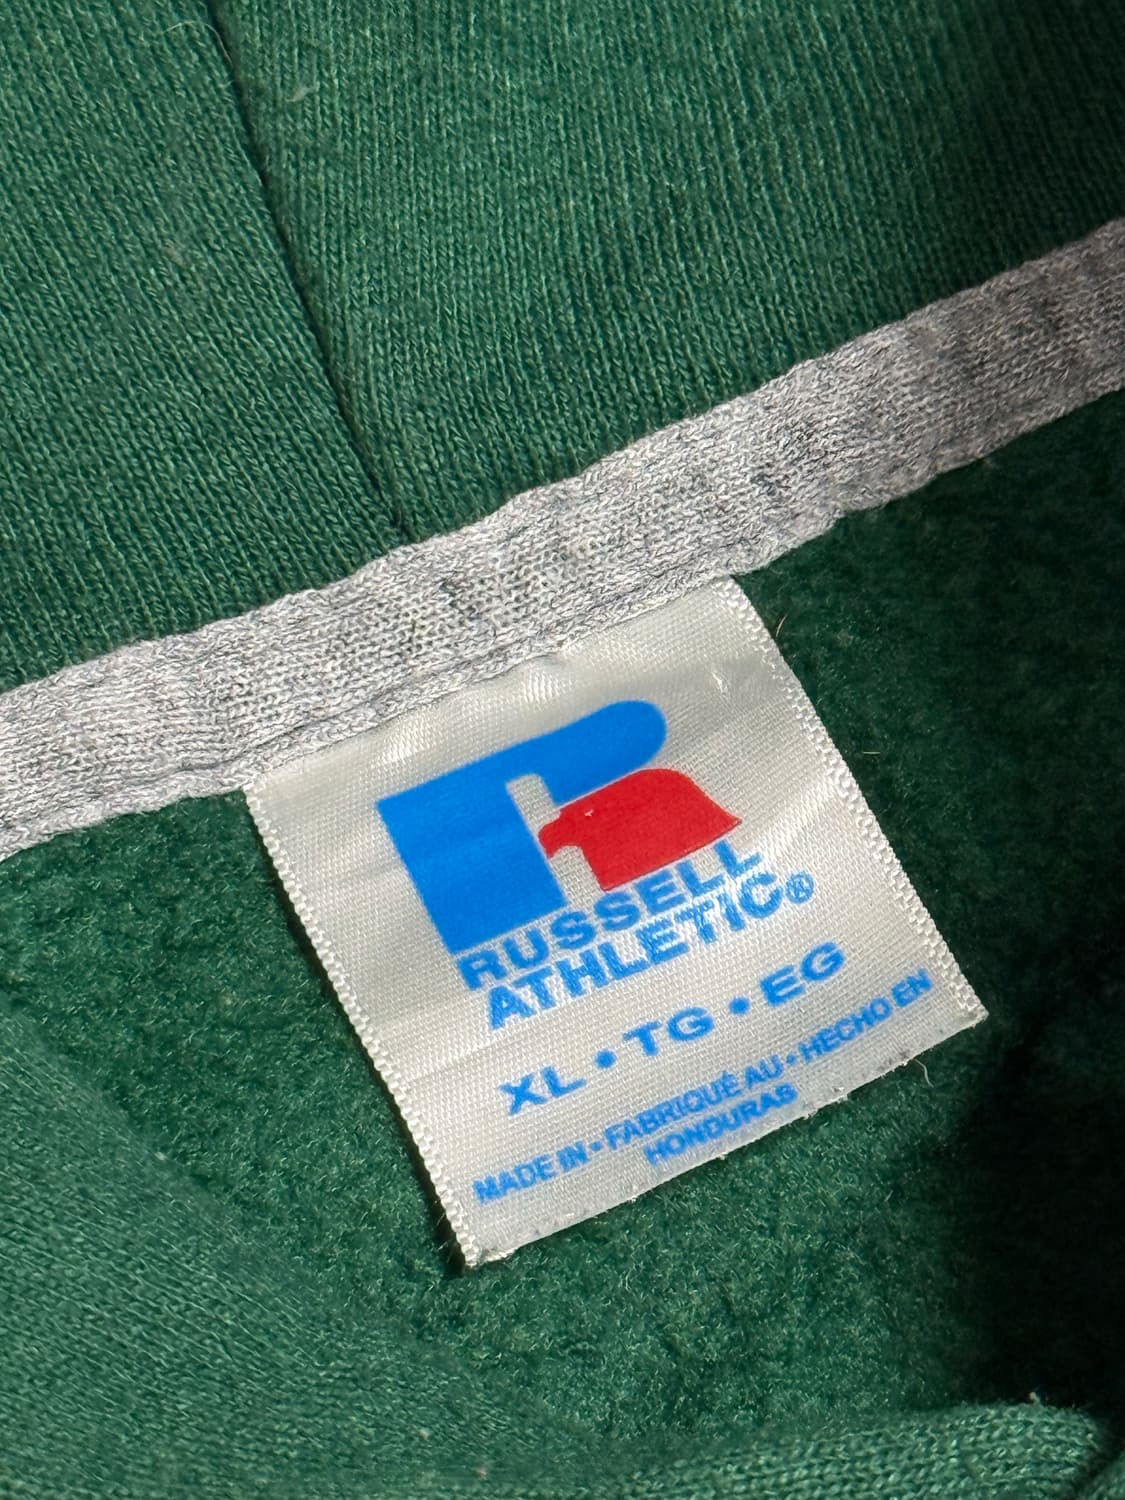 RUSSELL
ATHLETIC®
XL • TG • EG
MADE IN • FABRIQUÉ AU • HECHO EN
HONDURAS